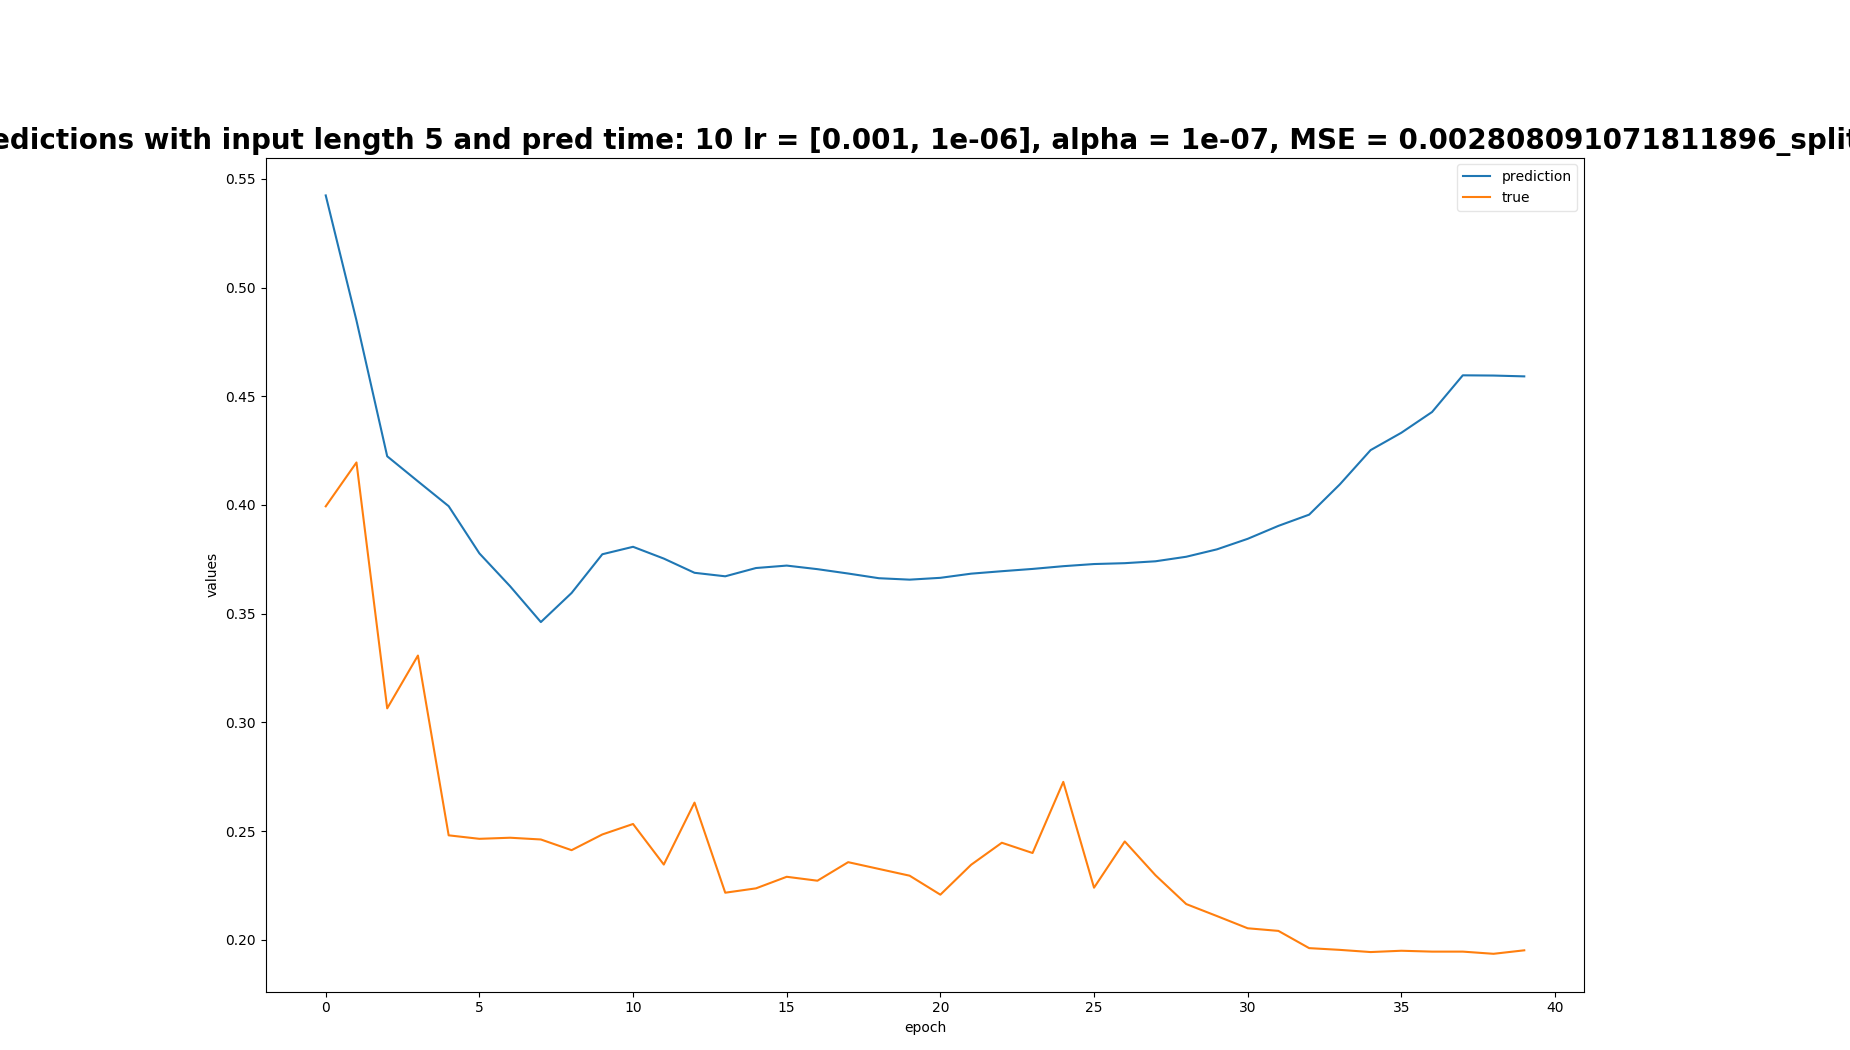 edictions with input length 5 and pred time: 10 lr = [0.001, 1e-06], alpha = 1e-07, MSE = 0.002808091071811896_split
prediction
true
0.55
0.50
0.45
0.40
0.35
0.30
0.25
0.20
values
0 5 10 15 20 25 30 35 40
epoch